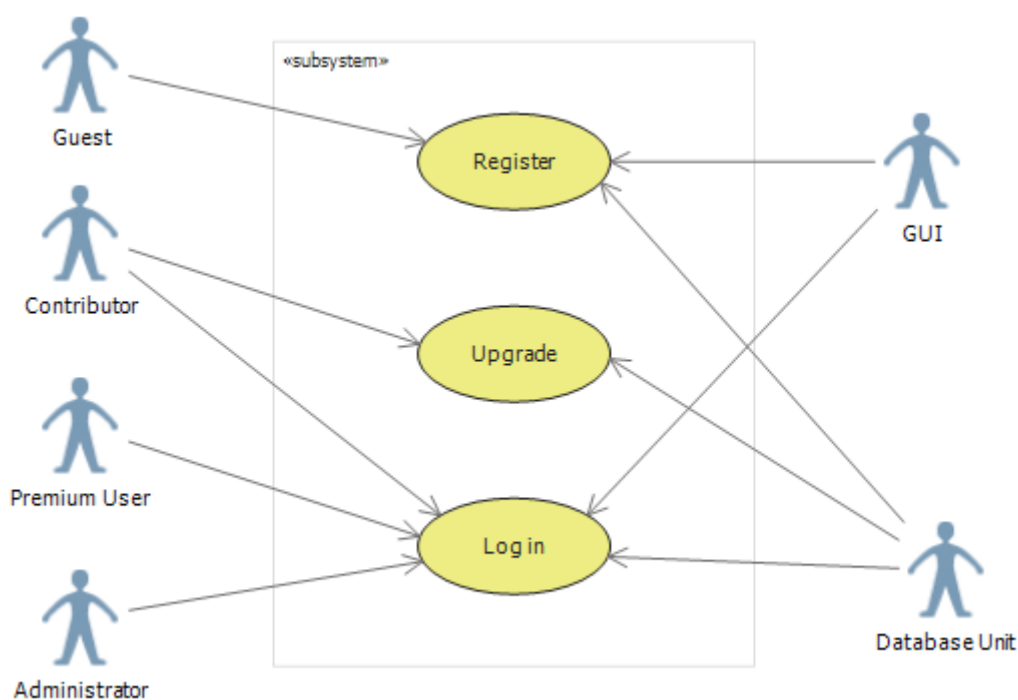 «subsystem»
Guest
Register
GUI
Contributor
Upgrade
Premium User
Log in
Database Unit
Administrator